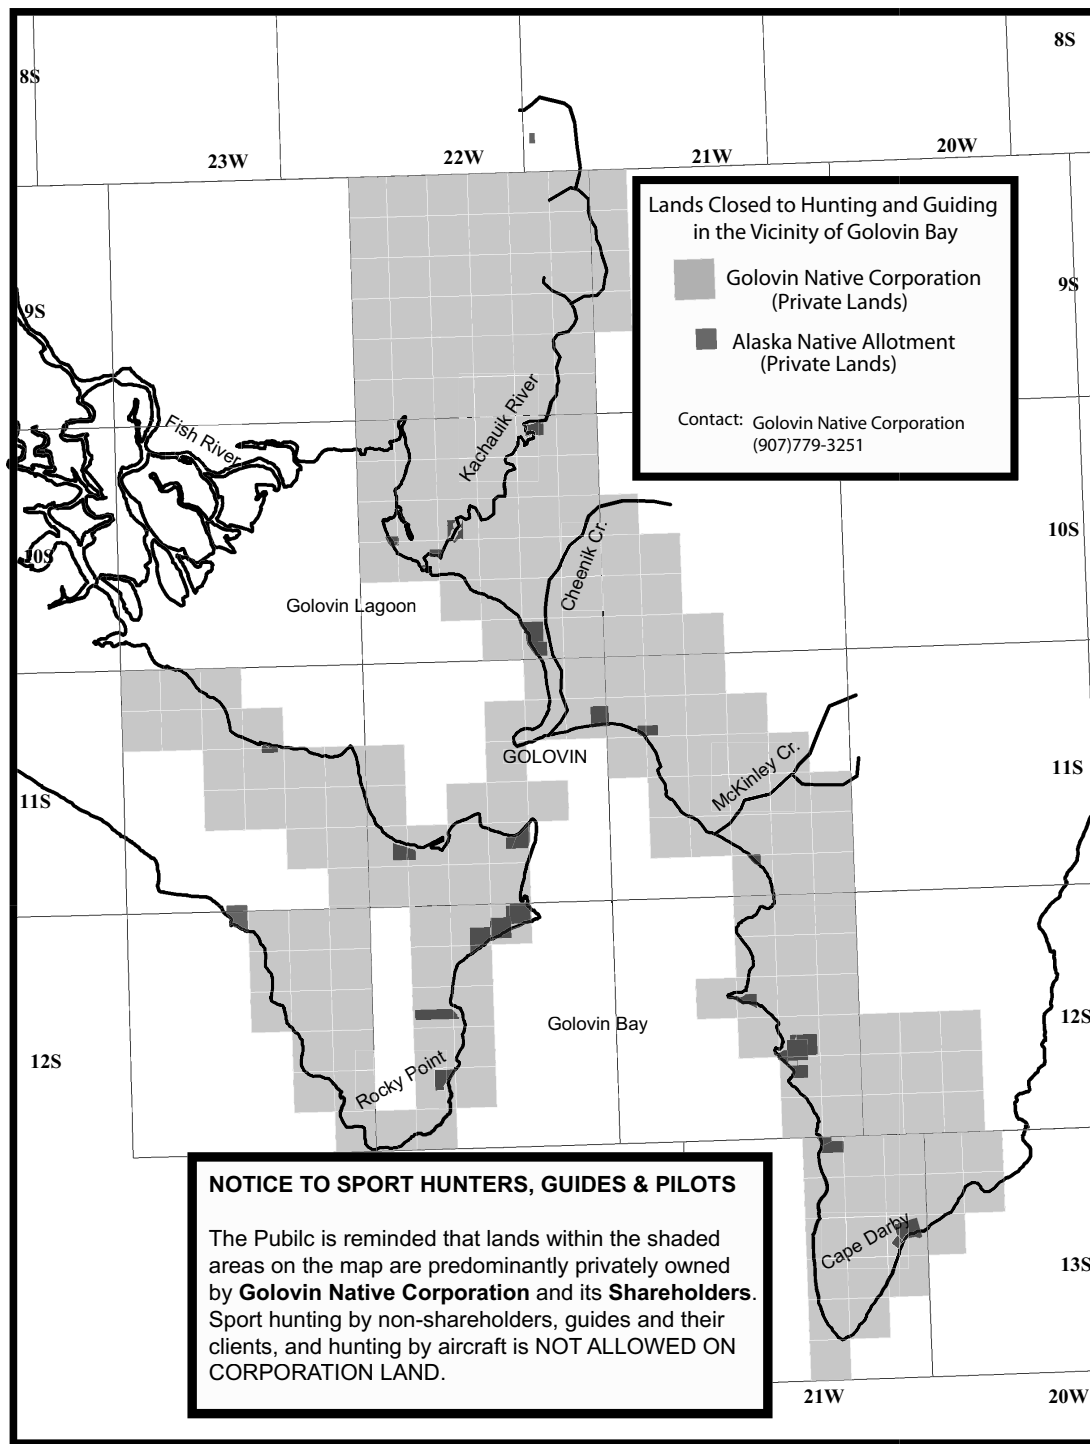 8S
8S
23W
22W
21W
20W
Lands Closed to Hunting and Guiding
in the Vicinity of Golovin Bay
Golovin Native Corporation
(Private Lands)
Alaska Native Allotment
(Private Lands)
Contact: Golovin Native Corporation
(907)779-3251
9S
9S
Fish River
Kachauik River
Cheenik Cr.
10S
10S
Golovin Lagoon
GOLOVIN
McKinley Cr.
11S
11S
Golovin Bay
Rocky Point
12S
12S
Cape Darby
13S
21W
20W
NOTICE TO SPORT HUNTERS, GUIDES & PILOTS
The Pubilc is reminded that lands within the shaded
areas on the map are predominantly privately owned
by Golovin Native Corporation and its Shareholders.
Sport hunting by non-shareholders, guides and their
clients, and hunting by aircraft is NOT ALLOWED ON
CORPORATION LAND.